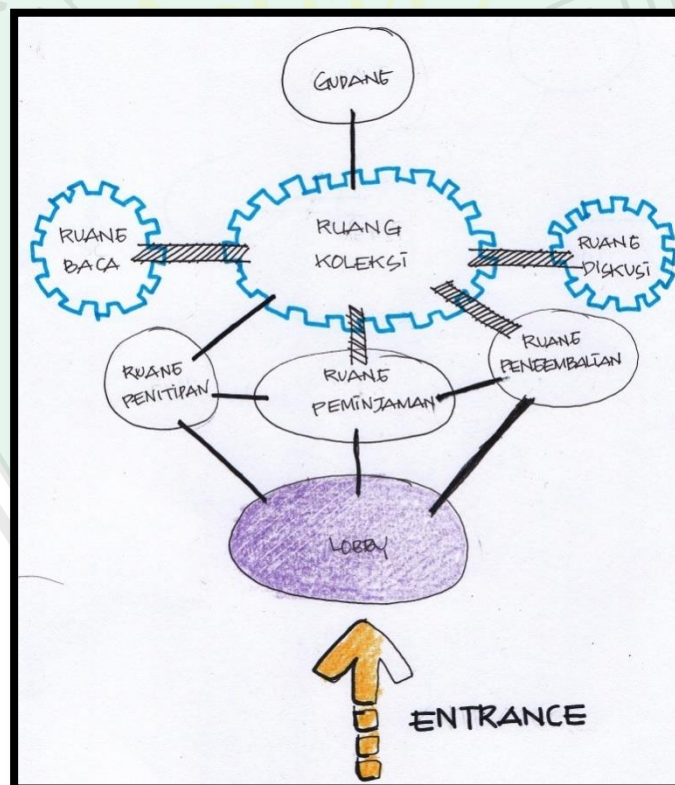 GUDANG
RUANG
KOLEKSI
RUANG
BACA
RUANG
DISKUSI
RUANG
PENITIPAN
RUANG
PEMINJAMAN
RUANG
PENGEMBALIAN
LOBBY
ENTRANCE